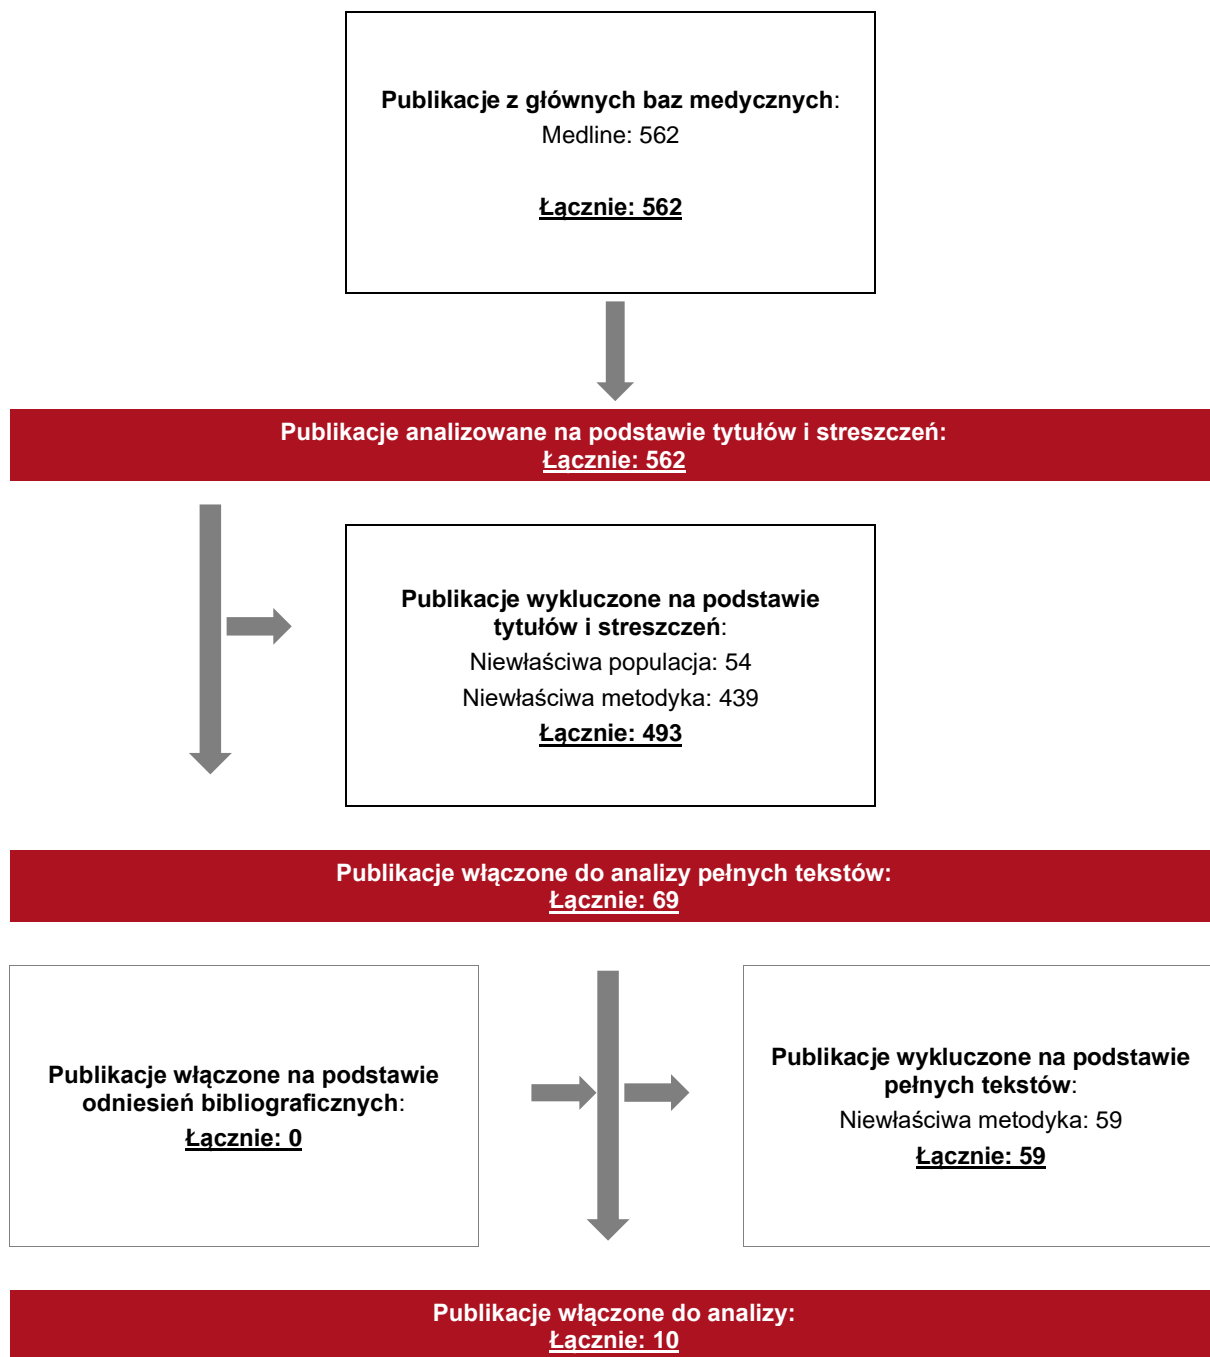 Publikacje z głównych baz medycznych:
Medline: 562
Łącznie: 562
Publikacje analizowane na podstawie tytułów i streszczeń:
Łącznie: 562
Publikacje wykluczone na podstawie
tytułów i streszczeń:
Niewłaściwa populacja: 54
Niewłaściwa metodyka: 439
Łącznie: 493
Publikacje włączone do analizy pełnych tekstów:
Łącznie: 69
Publikacje włączone na podstawie
odniesień bibliograficznych:
Łącznie: 0
Publikacje wykluczone na podstawie
pełnych tekstów:
Niewłaściwa metodyka: 59
Łącznie: 59
Publikacje włączone do analizy:
Łącznie: 10